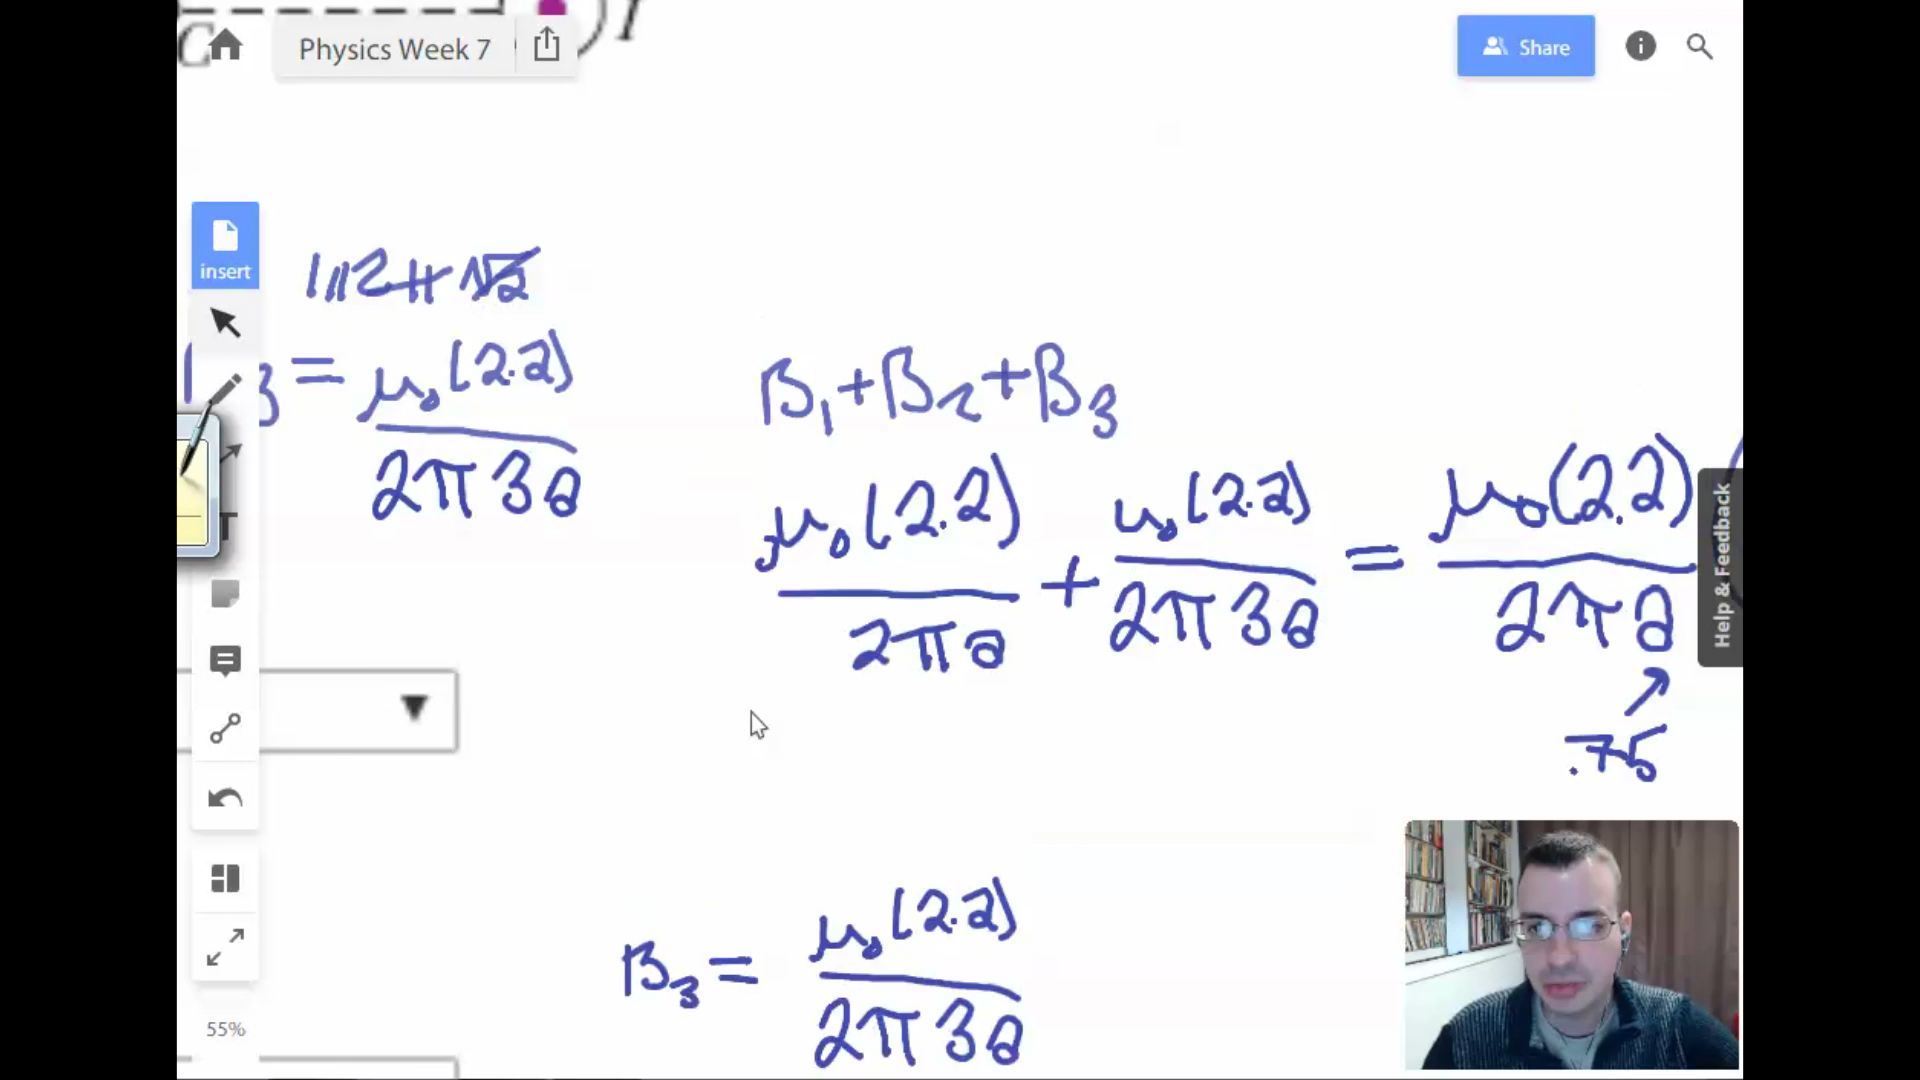 C
I
Physics Week 7
Share
insert
3 = μ₀(2.2) / 2π3a
B₁+B₂+B₃
μ₀(2.2) / 2πa + μ₀(2.2) / 2π3a = μ₀(2.2) / 2πa
.75
Help & Feedback
T
B₃ = μ₀(2.2) / 2π3a
55%